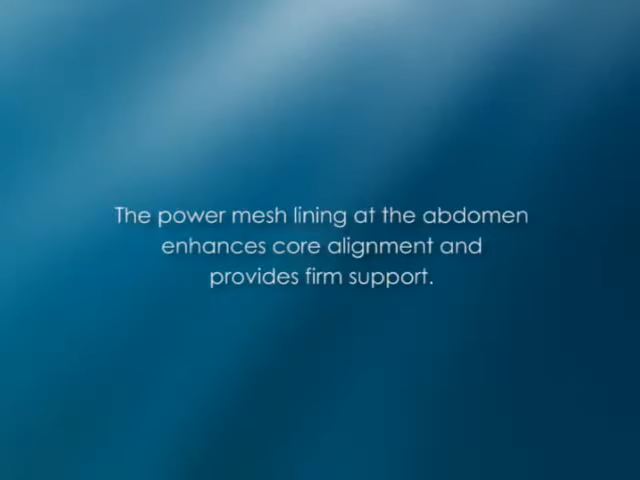 The power mesh lining at the abdomen
enhances core alignment and
provides firm support.